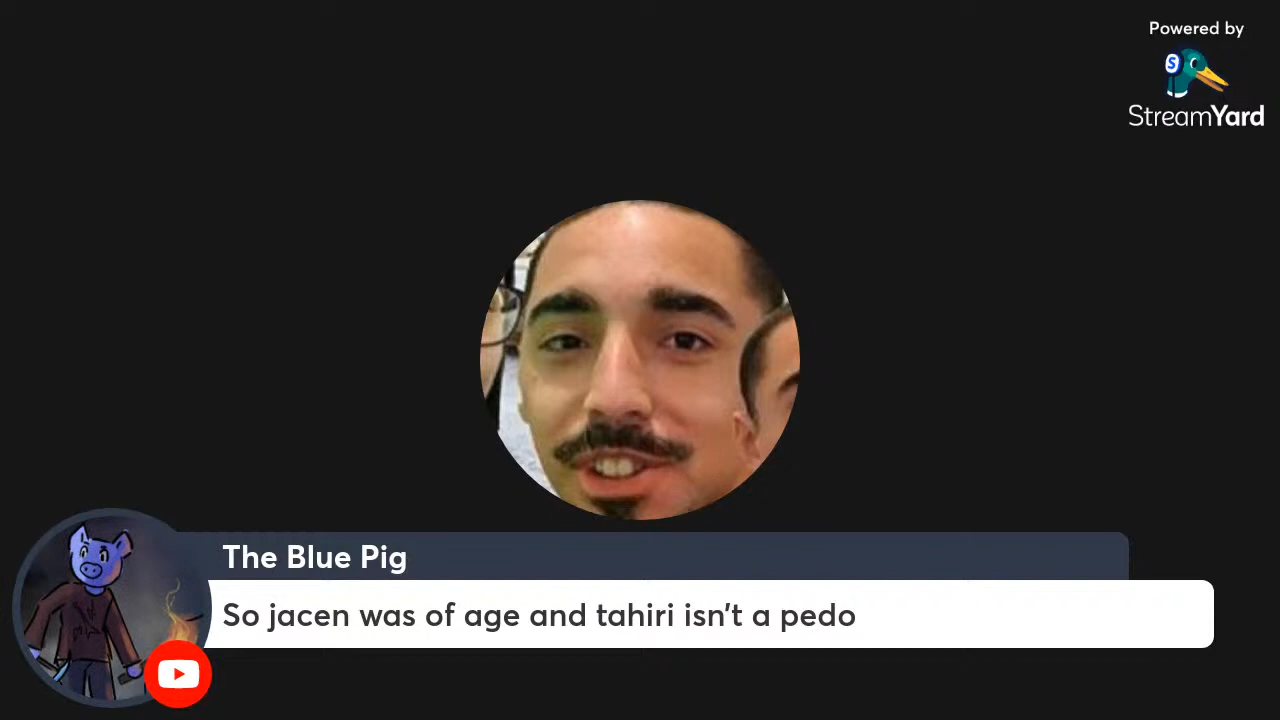 Powered by
S
StreamYard
The Blue Pig
So jacen was of age and tahiri isn't a pedo